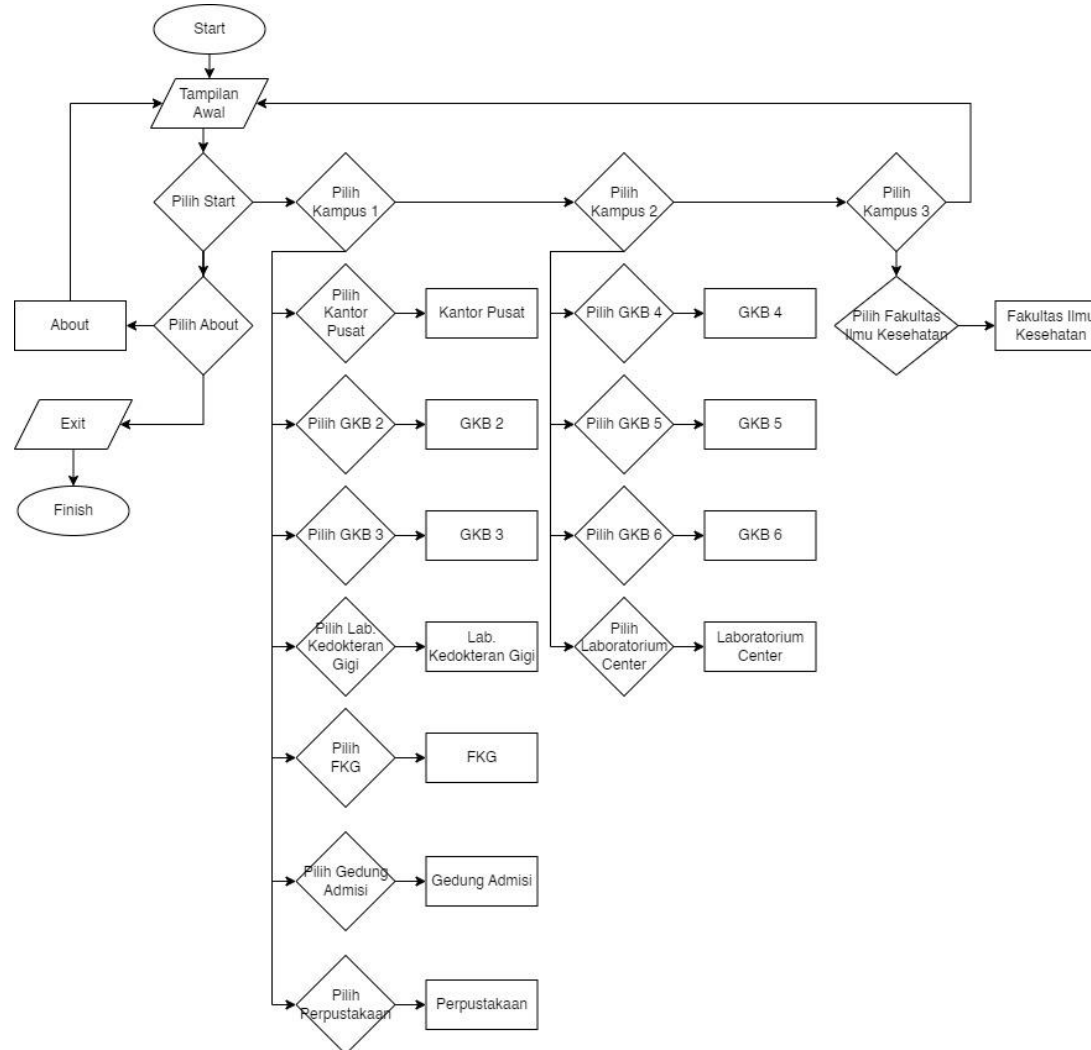 Start
Tampilan
Awal
Pilih Start
Pilih
Kampus 1
Pilih
Kampus 2
Pilih
Kampus 3
About
Pilih About
Pilih
Kantor
Pusat
Kantor Pusat
Pilih GKB 4
GKB 4
Pilih Fakultas
Ilmu Kesehatan
Fakultas Ilmu
Kesehatan
Exit
Pilih GKB 2
GKB 2
Pilih GKB 5
GKB 5
Finish
Pilih GKB 3
GKB 3
Pilih GKB 6
GKB 6
Pilih Lab.
Kedokteran
Gigi
Lab.
Kedokteran Gigi
Pilih
Laboratorium
Center
Laboratorium
Center
Pilih
FKG
FKG
Pilih Gedung
Admisi
Gedung Admisi
Pilih
Perpustakaan
Perpustakaan